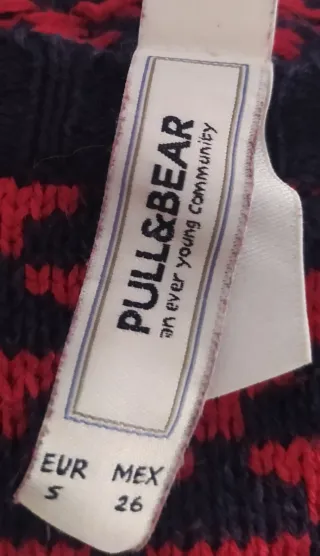 PULL&BEAR
an ever young community
EUR MEX
S 26